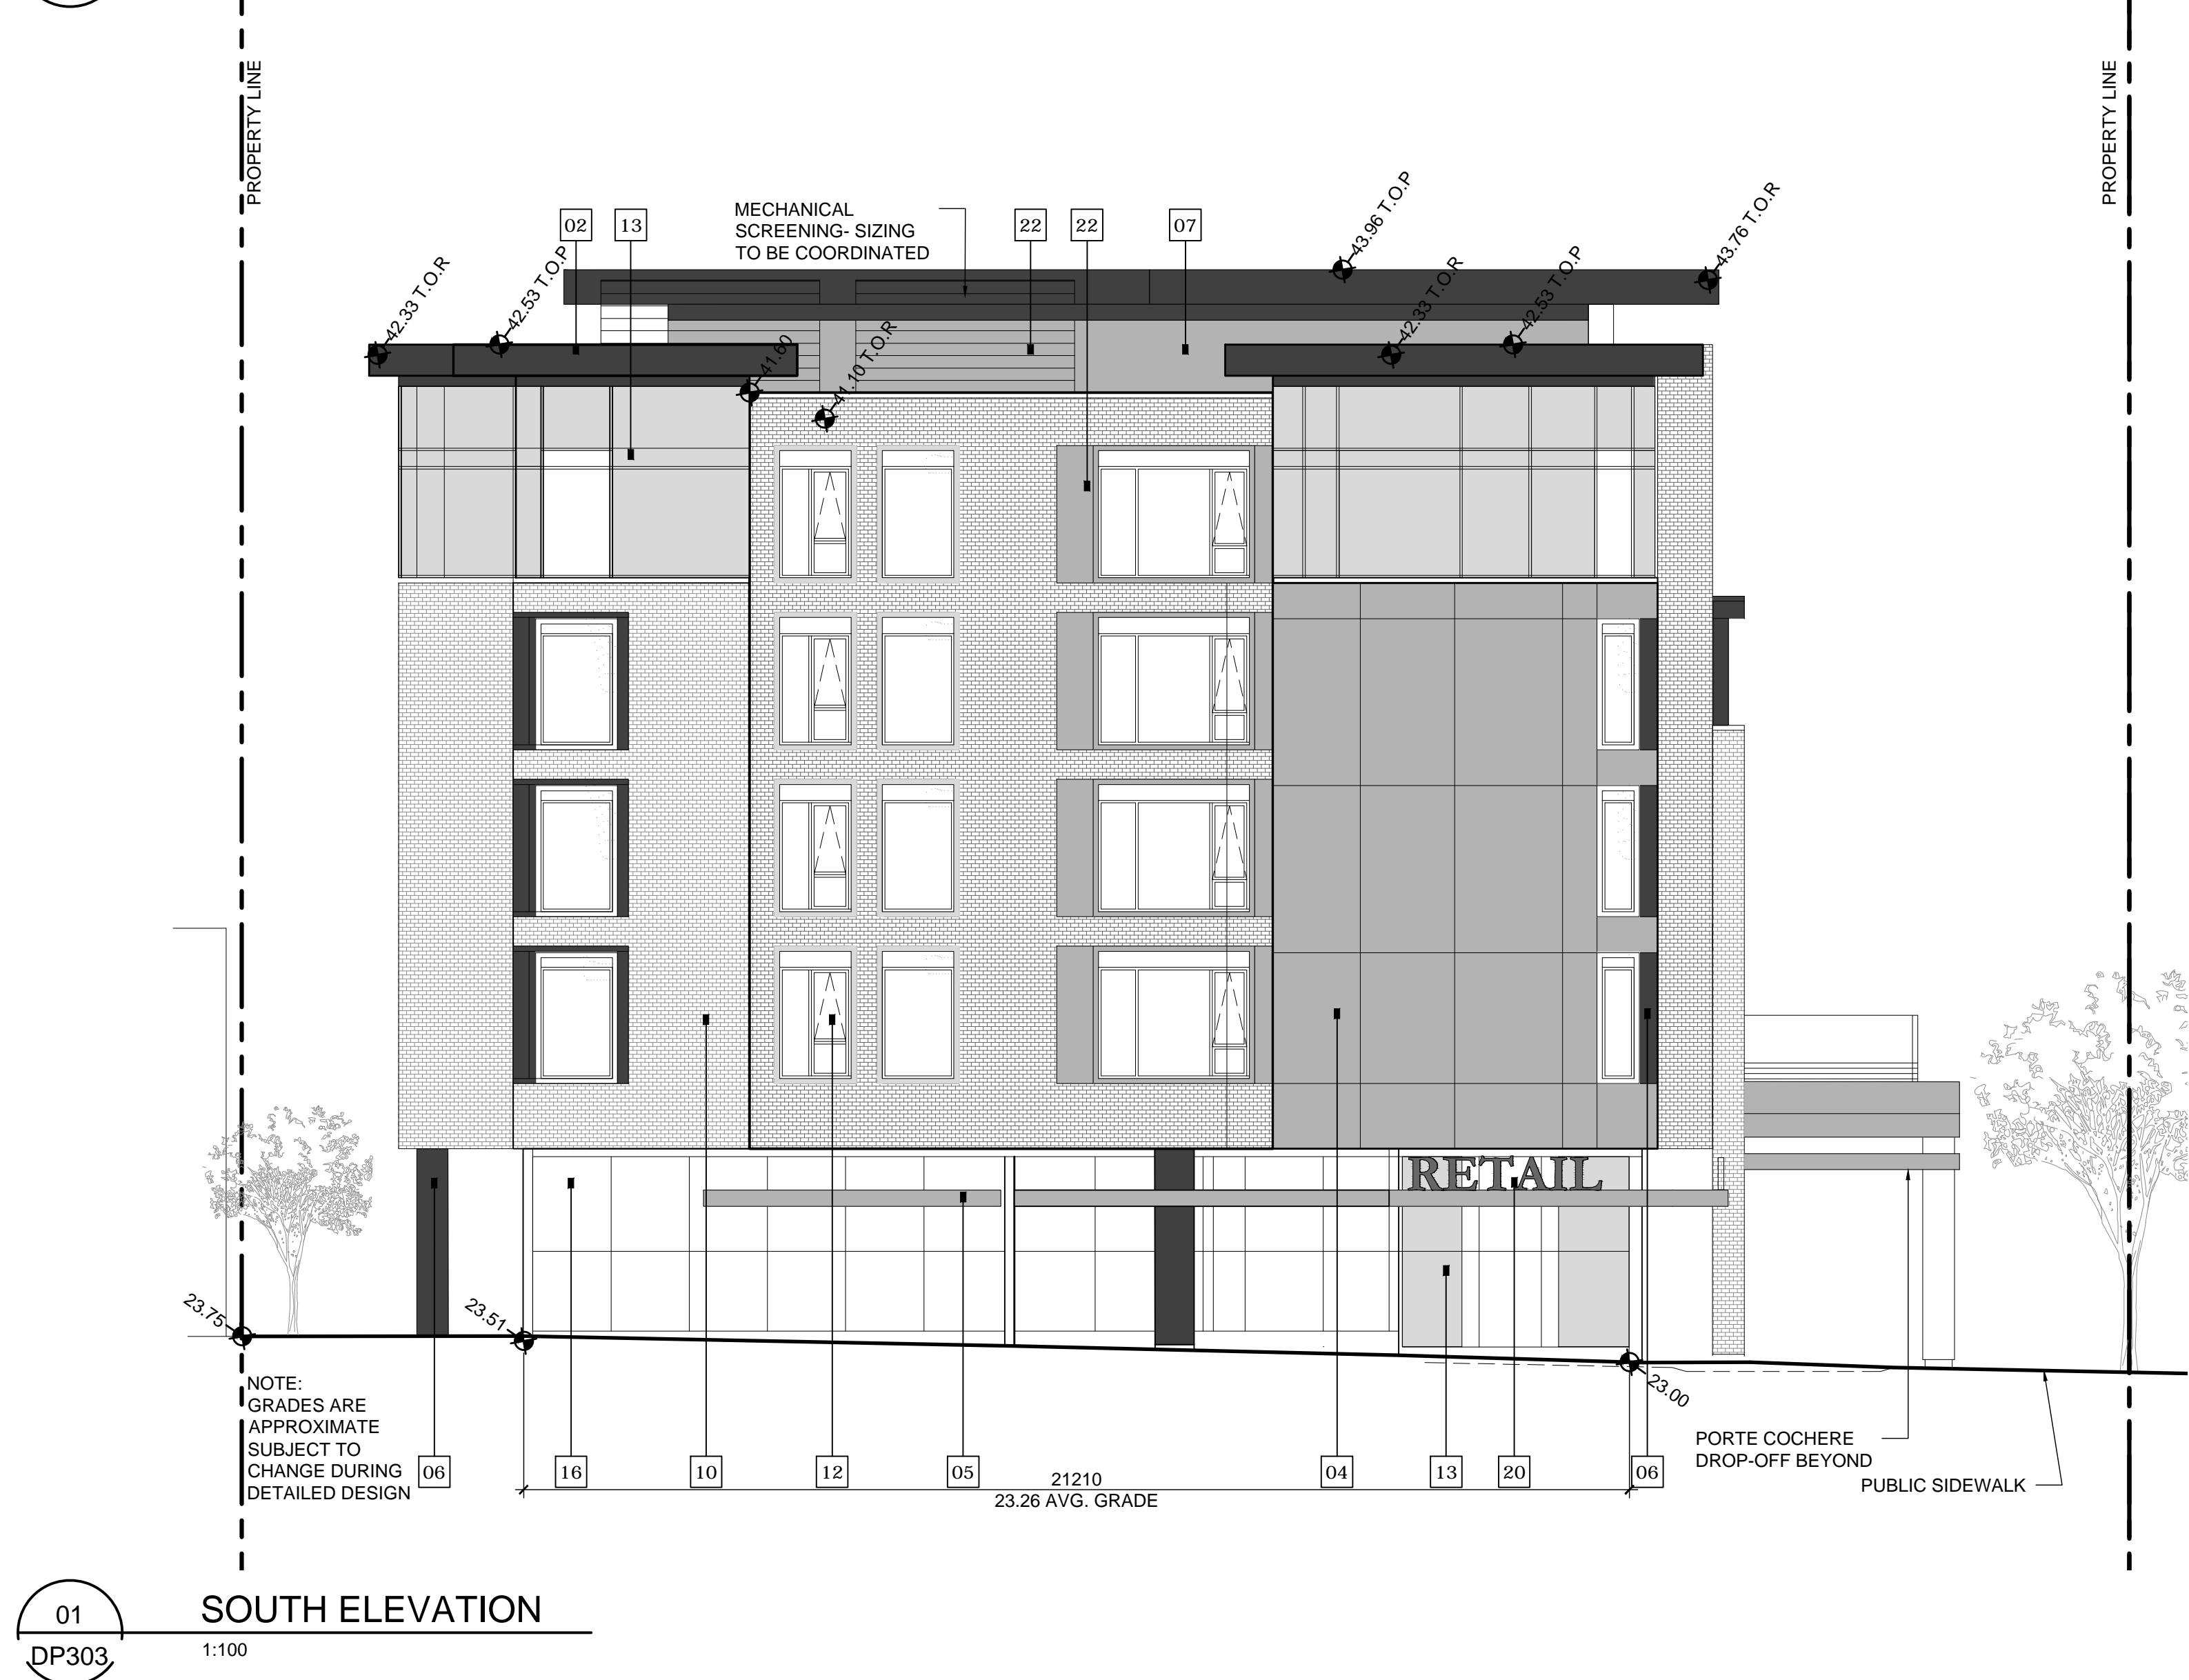 PROPERTY LINE
PROPERTY LINE
02
13
MECHANICAL
SCREENING- SIZING
TO BE COORDINATED
22
22
07
43.96 T.O.P
43.76 T.O.R
42.33 T.O.R
42.53 T.O.P
41.60
41.10 T.O.R
42.33 T.O.R
42.53 T.O.P
RETAIL
23.75
23.51
23.00
NOTE:
GRADES ARE
APPROXIMATE
SUBJECT TO
CHANGE DURING
DETAILED DESIGN
06
16
10
12
05
04
13
20
06
21210
23.26 AVG. GRADE
PORTE COCHERE
DROP-OFF BEYOND
PUBLIC SIDEWALK
01
DP303
SOUTH ELEVATION
1:100